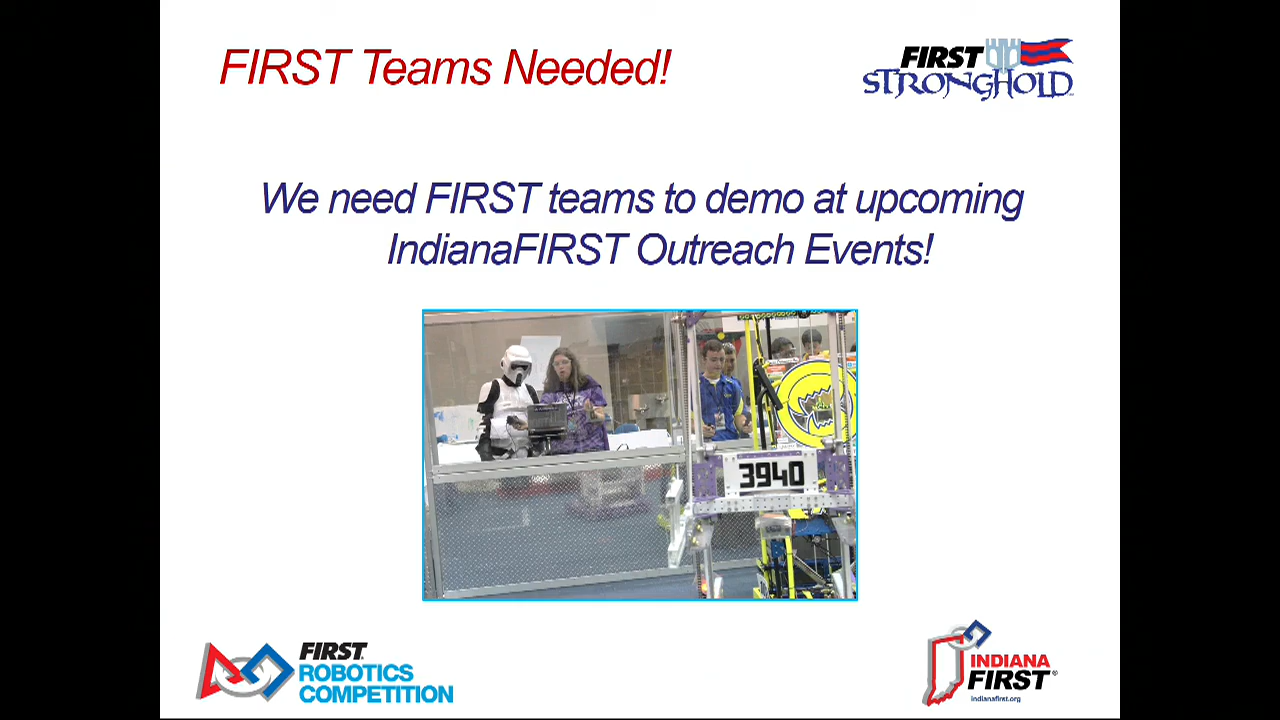 FIRST Teams Needed!
FIRST
STRONGHOLD
We need FIRST teams to demo at upcoming
IndianaFIRST Outreach Events!
3940
FIRST
ROBOTICS
COMPETITION
INDIANA
FIRST
indianafirst.org